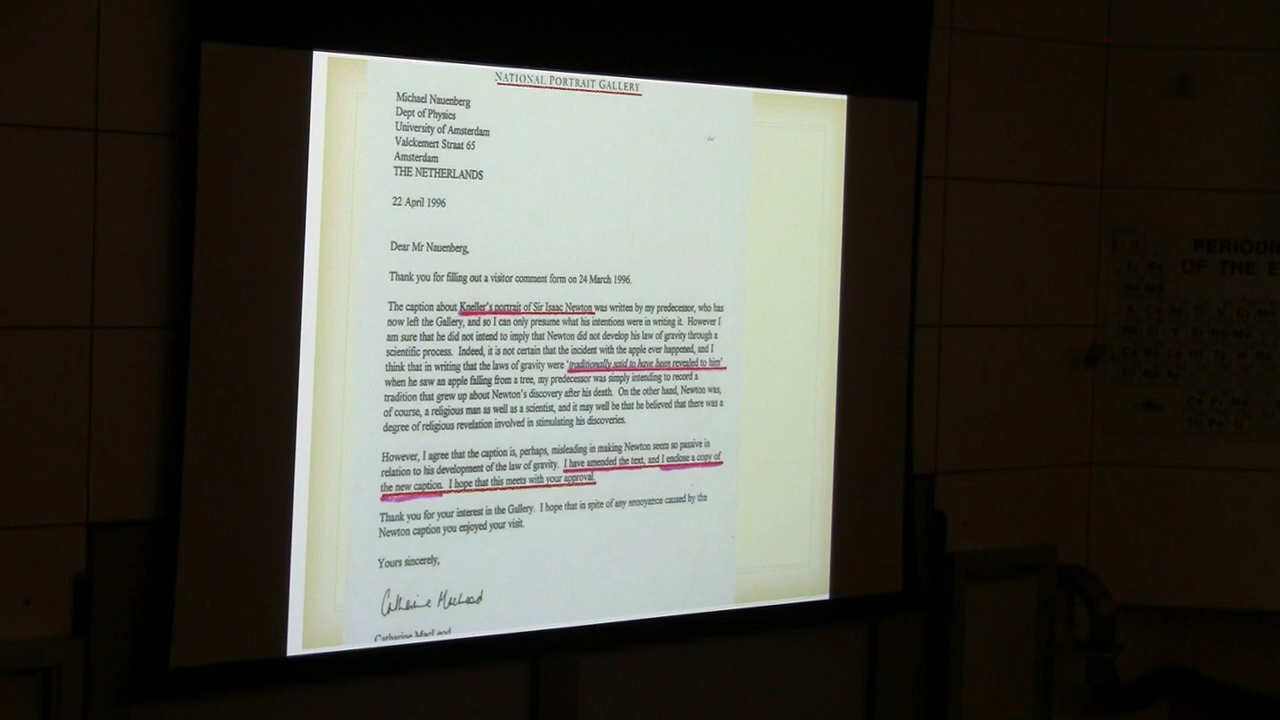 NATIONAL PORTRAIT GALLERY
Michael Nauenberg
Dept of Physics
University of Amsterdam
Valckemert Straat 65
Amsterdam
THE NETHERLANDS
22 April 1996
Dear Mr Nauenberg,
Thank you for filling out a visitor comment form on 24 March 1996.
The caption about Kneller's portrait of Sir Isaac Newton was written by my predecessor, who has
now left the Gallery, and so I can only presume what his intentions were in writing it. However I
am sure that he did not intend to imply that Newton did not develop his law of gravity through a
scientific process. Indeed, it is not certain that the incident with the apple ever happened, and I
think that in writing that the laws of gravity were 'traditionally said to have been revealed to him'
when he saw an apple falling from a tree, my predecessor was simply intending to record a
tradition that grew up about Newton's discovery after his death. On the other hand, Newton was,
of course, a religious man as well as a scientist, and it may well be that he believed that there was a
degree of religious revelation involved in stimulating his discoveries.
However, I agree that the caption is, perhaps, misleading in making Newton seem so passive in
relation to his development of the law of gravity. I have amended the text, and I enclose a copy of
the new caption. I hope that this meets with your approval.
Thank you for your interest in the Gallery. I hope that in spite of any annoyance caused by the
Newton caption you enjoyed your visit.
Yours sincerely,
Catharine MacLeod
Catharine MacLeod
PERIODI
OF THE E